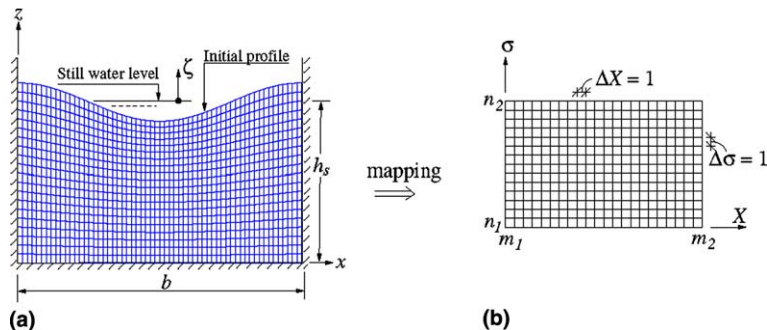 z
Still water level
ζ
Initial profile
h_s
x
b
(a)
mapping
σ
ΔX = 1
n_2
Δσ = 1
n_1
m_1
m_2
X
(b)